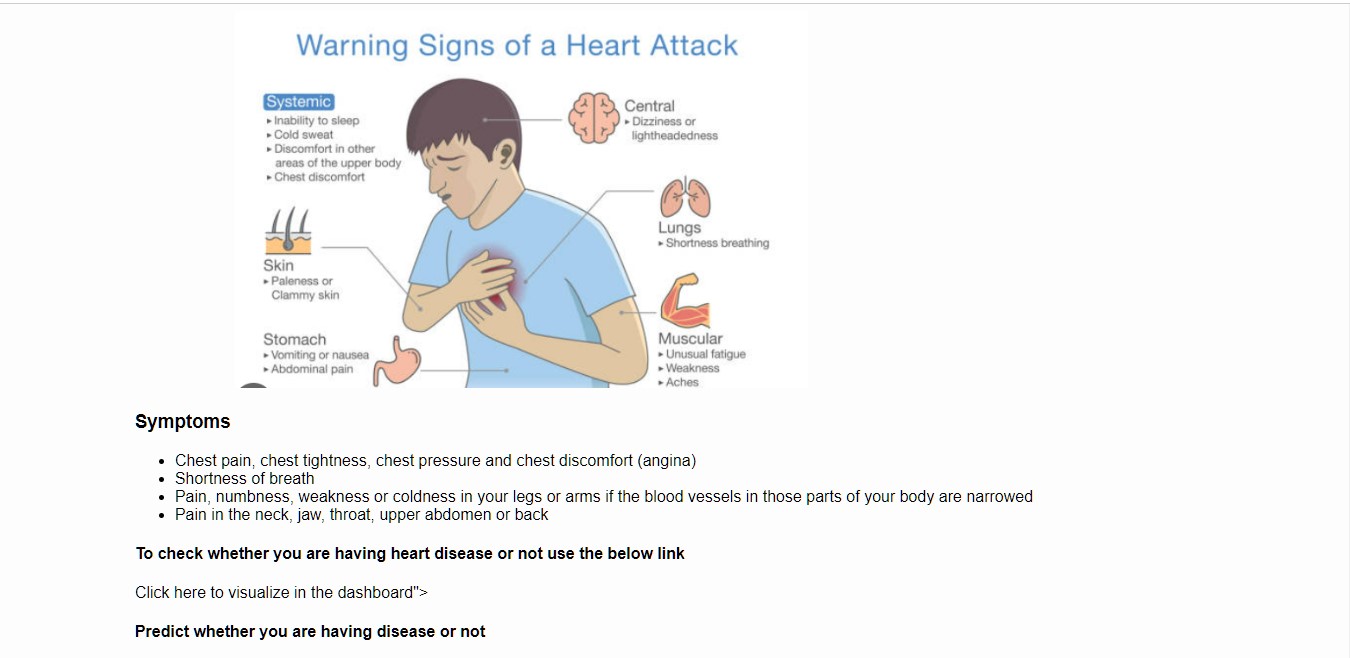 Warning Signs of a Heart Attack
Systemic
▸ Inability to sleep
▸ Cold sweat
▸ Discomfort in other
areas of the upper body
▸ Chest discomfort
Central
▸ Dizziness or
lightheadedness
Lungs
▸ Shortness breathing
Skin
▸ Paleness or
Clammy skin
Stomach
▸ Vomiting or nausea
▸ Abdominal pain
Muscular
▸ Unusual fatigue
▸ Weakness
▸ Aches
Symptoms
• Chest pain, chest tightness, chest pressure and chest discomfort (angina)
• Shortness of breath
• Pain, numbness, weakness or coldness in your legs or arms if the blood vessels in those parts of your body are narrowed
• Pain in the neck, jaw, throat, upper abdomen or back
To check whether you are having heart disease or not use the below link
Click here to visualize in the dashboard">
Predict whether you are having disease or not